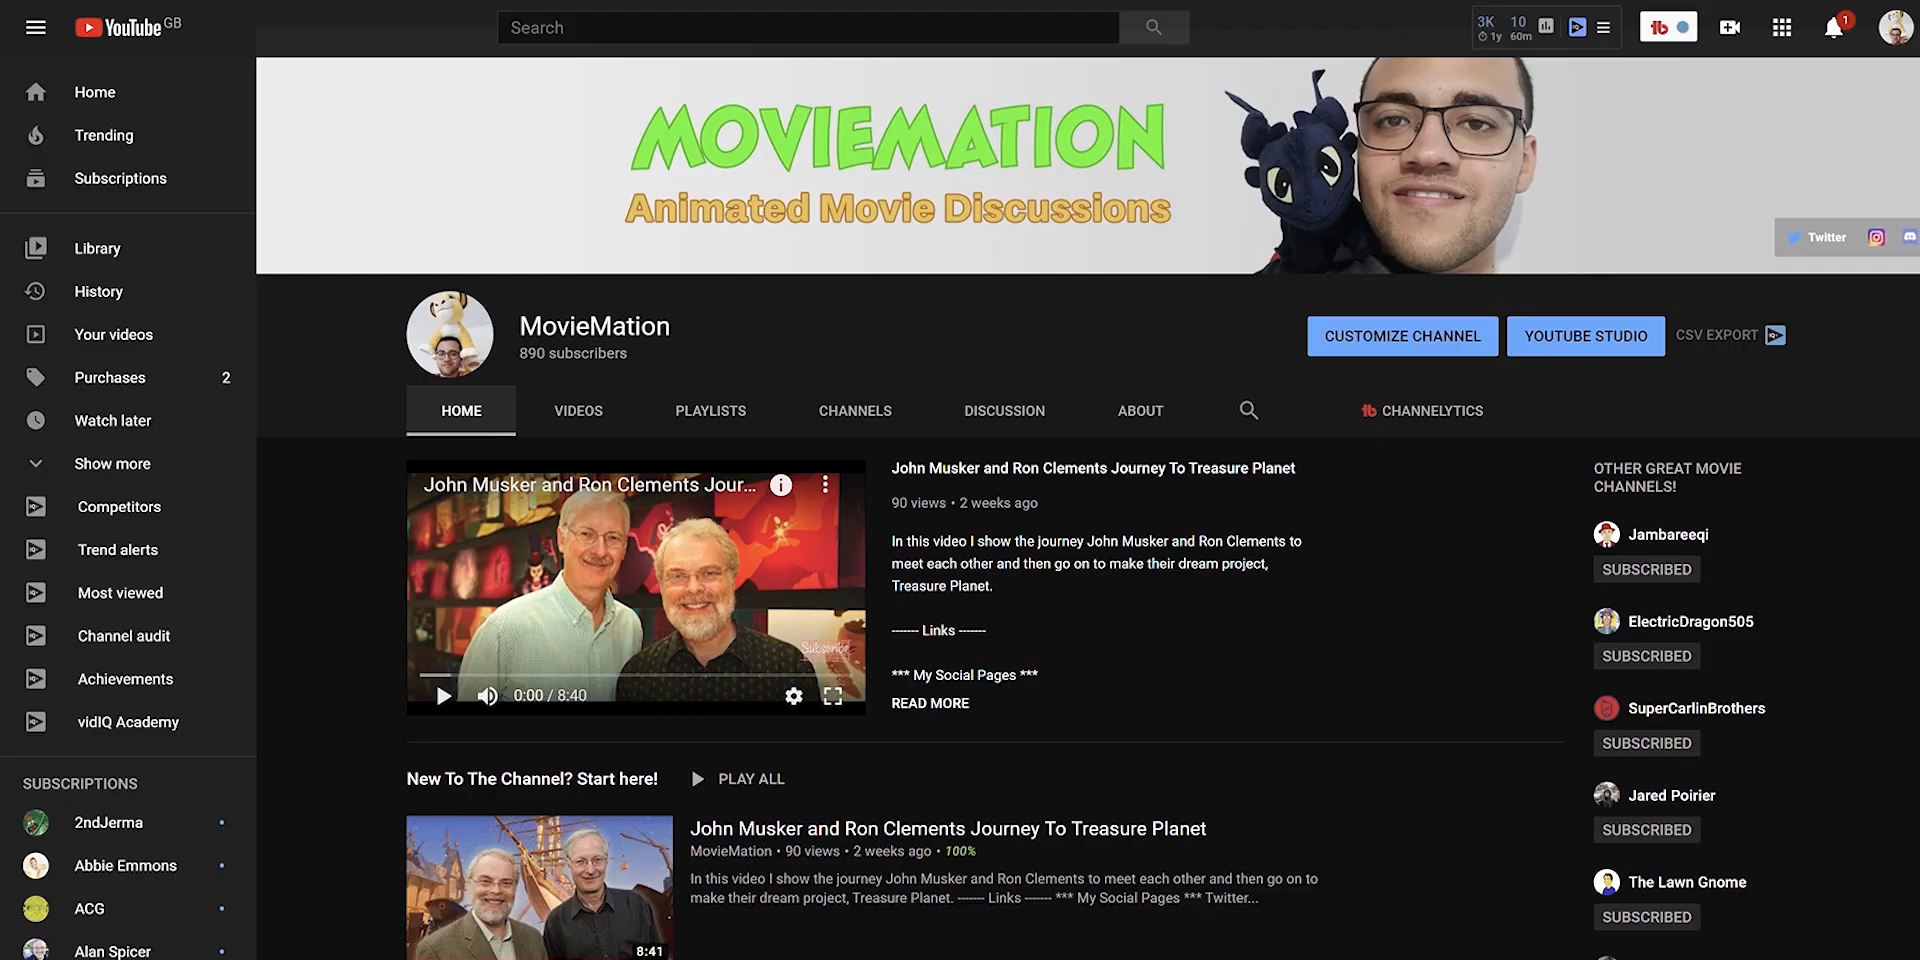 YouTube GB
Search
3K 10
1y 60m
tb
1
Home
Trending
Subscriptions
Library
History
Your videos
Purchases 2
Watch later
Show more
Competitors
Trend alerts
Most viewed
Channel audit
Achievements
vidIQ Academy
SUBSCRIPTIONS
2ndJerma
Abbie Emmons
ACG
Alan Spicer
MOVIEMATION
Animated Movie Discussions
Twitter
MovieMation
890 subscribers
CUSTOMIZE CHANNEL
YOUTUBE STUDIO
CSV EXPORT
HOME VIDEOS PLAYLISTS CHANNELS DISCUSSION ABOUT tb CHANNELYTICS
John Musker and Ron Clements Jour...
Subscribe
0:00 / 8:40
John Musker and Ron Clements Journey To Treasure Planet
90 views • 2 weeks ago
In this video I show the journey John Musker and Ron Clements to
meet each other and then go on to make their dream project,
Treasure Planet.
------- Links -------
*** My Social Pages ***
READ MORE
New To The Channel? Start here! PLAY ALL
8:41
John Musker and Ron Clements Journey To Treasure Planet
MovieMation • 90 views • 2 weeks ago • 100%
In this video I show the journey John Musker and Ron Clements to meet each other and then go on to
make their dream project, Treasure Planet. ------- Links ------- *** My Social Pages *** Twitter...
OTHER GREAT MOVIE
CHANNELS!
Jambareeqi
SUBSCRIBED
ElectricDragon505
SUBSCRIBED
SuperCarlinBrothers
SUBSCRIBED
Jared Poirier
SUBSCRIBED
The Lawn Gnome
SUBSCRIBED